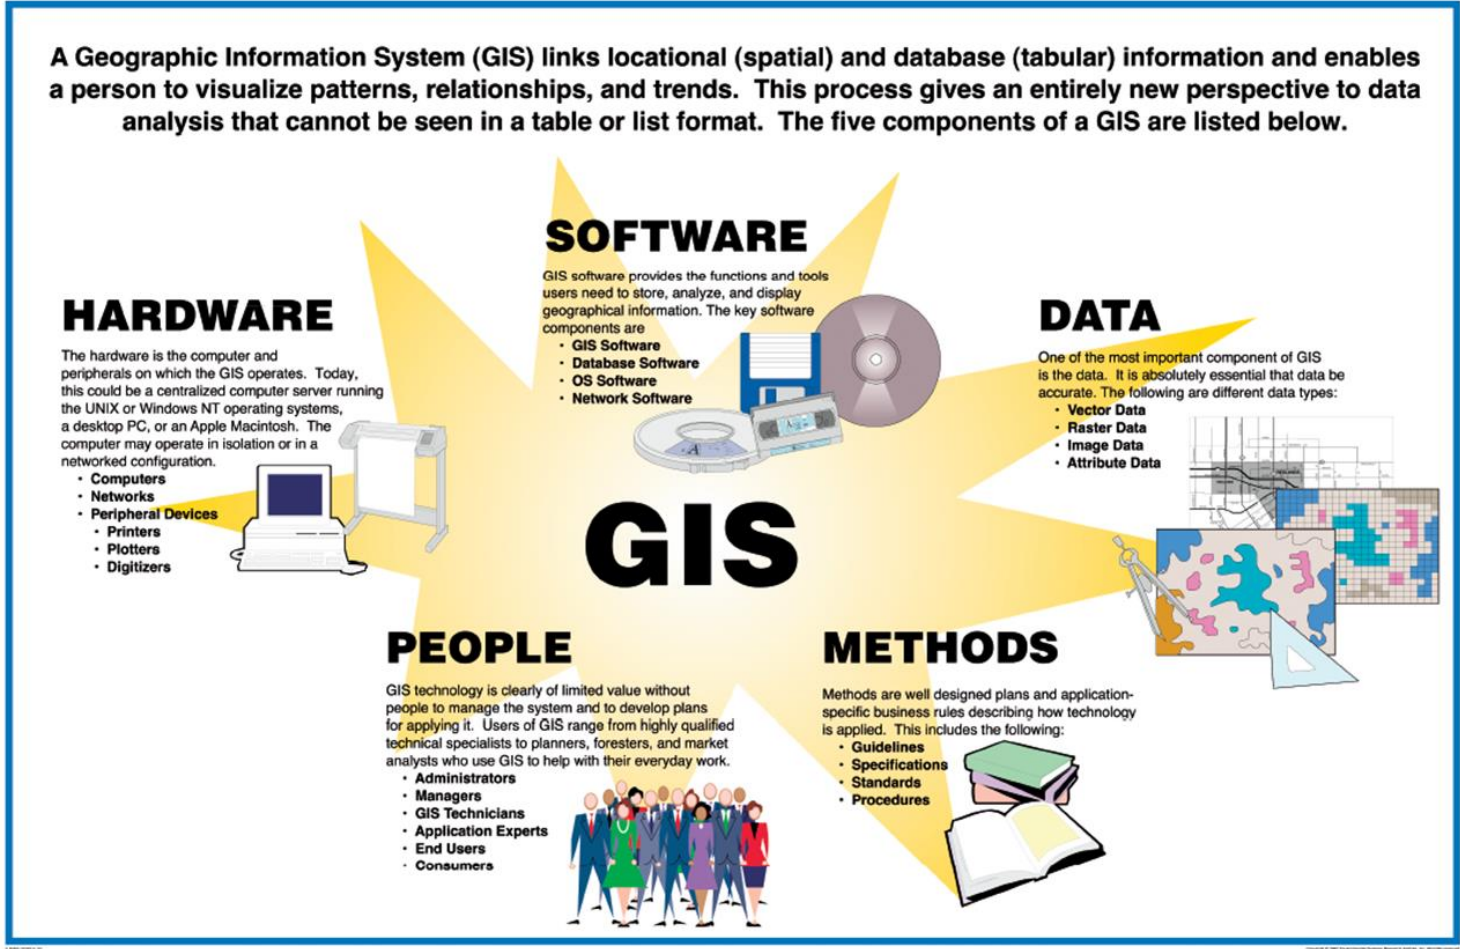 A Geographic Information System (GIS) links locational (spatial) and database (tabular) information and enables
a person to visualize patterns, relationships, and trends. This process gives an entirely new perspective to data
analysis that cannot be seen in a table or list format. The five components of a GIS are listed below.
SOFTWARE
GIS software provides the functions and tools
users need to store, analyze, and display
geographical information. The key software
components are
• GIS Software
• Database Software
• OS Software
• Network Software
HARDWARE
The hardware is the computer and
peripherals on which the GIS operates. Today,
this could be a centralized computer server running
the UNIX or Windows NT operating systems,
a desktop PC, or an Apple Macintosh. The
computer may operate in isolation or in a
networked configuration.
• Computers
• Networks
• Peripheral Devices
• Printers
• Plotters
• Digitizers
DATA
One of the most important component of GIS
is the data. It is absolutely essential that data be
accurate. The following are different data types:
• Vector Data
• Raster Data
• Image Data
• Attribute Data
GIS
PEOPLE
GIS technology is clearly of limited value without
people to manage the system and to develop plans
for applying it. Users of GIS range from highly qualified
technical specialists to planners, foresters, and market
analysts who use GIS to help with their everyday work.
• Administrators
• Managers
• GIS Technicians
• Application Experts
• End Users
• Consumers
METHODS
Methods are well designed plans and application-
specific business rules describing how technology
is applied. This includes the following:
• Guidelines
• Specifications
• Standards
• Procedures